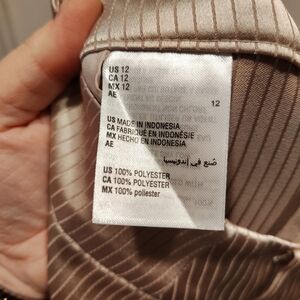 US 12
CA 12
MX 12
AE
12
US MADE IN INDONESIA
CA FABRIQUÉ EN INDONÉSIE
MX HECHO EN INDONESIA
AE
صنع في إندونيسيا
US 100% POLYESTER
CA 100% POLYESTER
MX 100% poliester